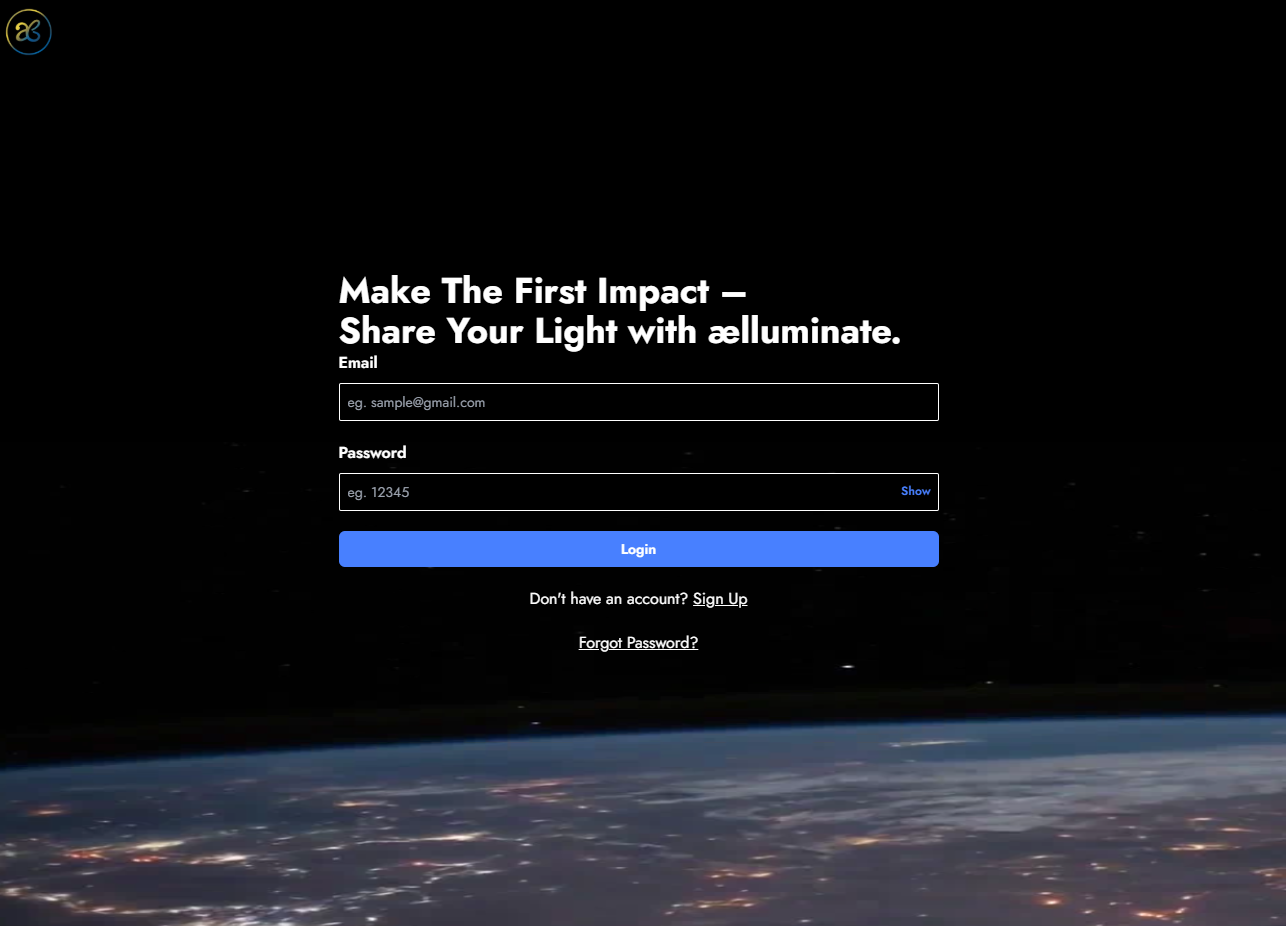 Make The First Impact –
Share Your Light with ælluminate.
Email
eg. sample@gmail.com
Password
eg. 12345
Show
Login
Don't have an account? Sign Up
Forgot Password?